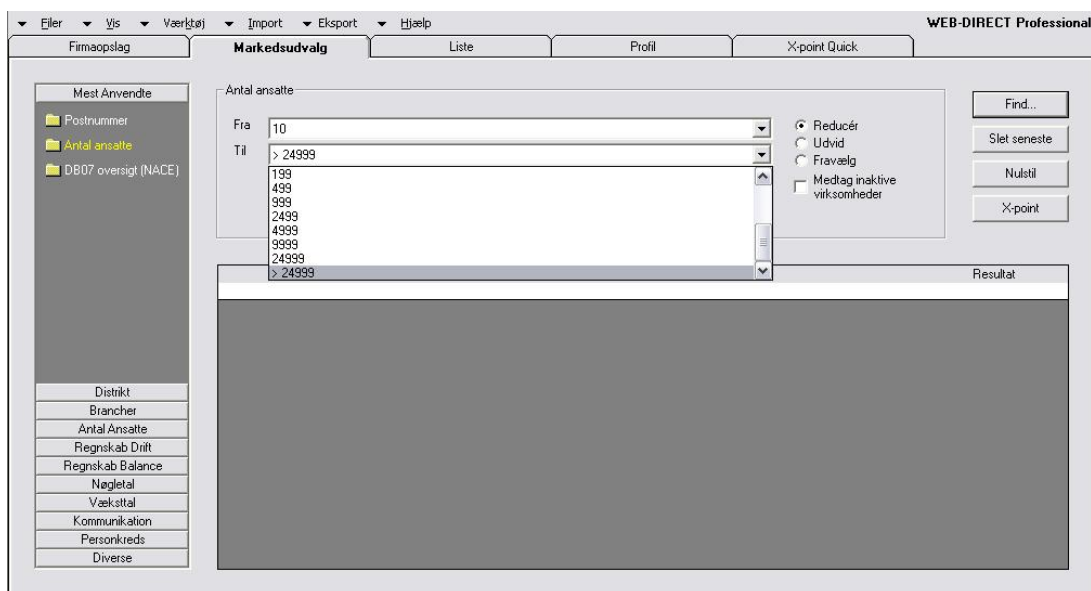 Filer Vis Værktøj Import Eksport Hjælp WEB-DIRECT Professional
Firmaopslag Markedsudvalg Liste Profil X-point Quick
Mest Anvendte
Postnummer
Antal ansatte
DB07 oversigt (NACE)
Distrikt
Brancher
Antal Ansatte
Regnskab Drift
Regnskab Balance
Nøgletal
Væksttal
Kommunikation
Personkreds
Diverse
Antal ansatte
Fra 10
Til > 24999
199
499
999
2499
4999
9999
24999
> 24999
Reducér
Udvid
Fravælg
Medtag inaktive
virksomheder
Find...
Slet seneste
Nulstil
X-point
Resultat